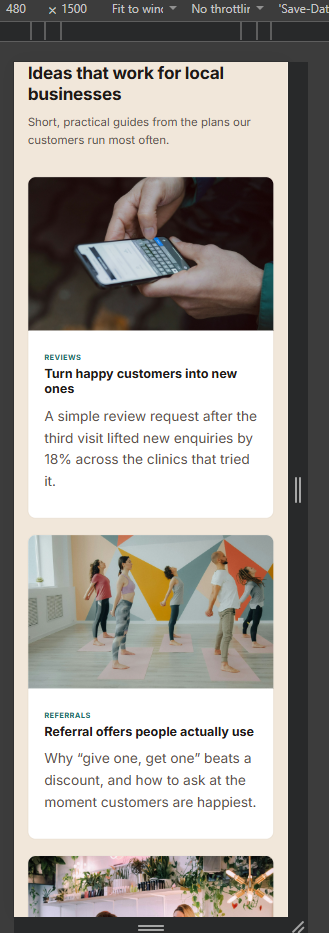 480 × 1500 Fit to winc No throttlir 'Save-Dat
Ideas that work for local
businesses
Short, practical guides from the plans our
customers run most often.
REVIEWS
Turn happy customers into new
ones
A simple review request after the
third visit lifted new enquiries by
18% across the clinics that tried
it.
REFERRALS
Referral offers people actually use
Why “give one, get one” beats a
discount, and how to ask at the
moment customers are happiest.